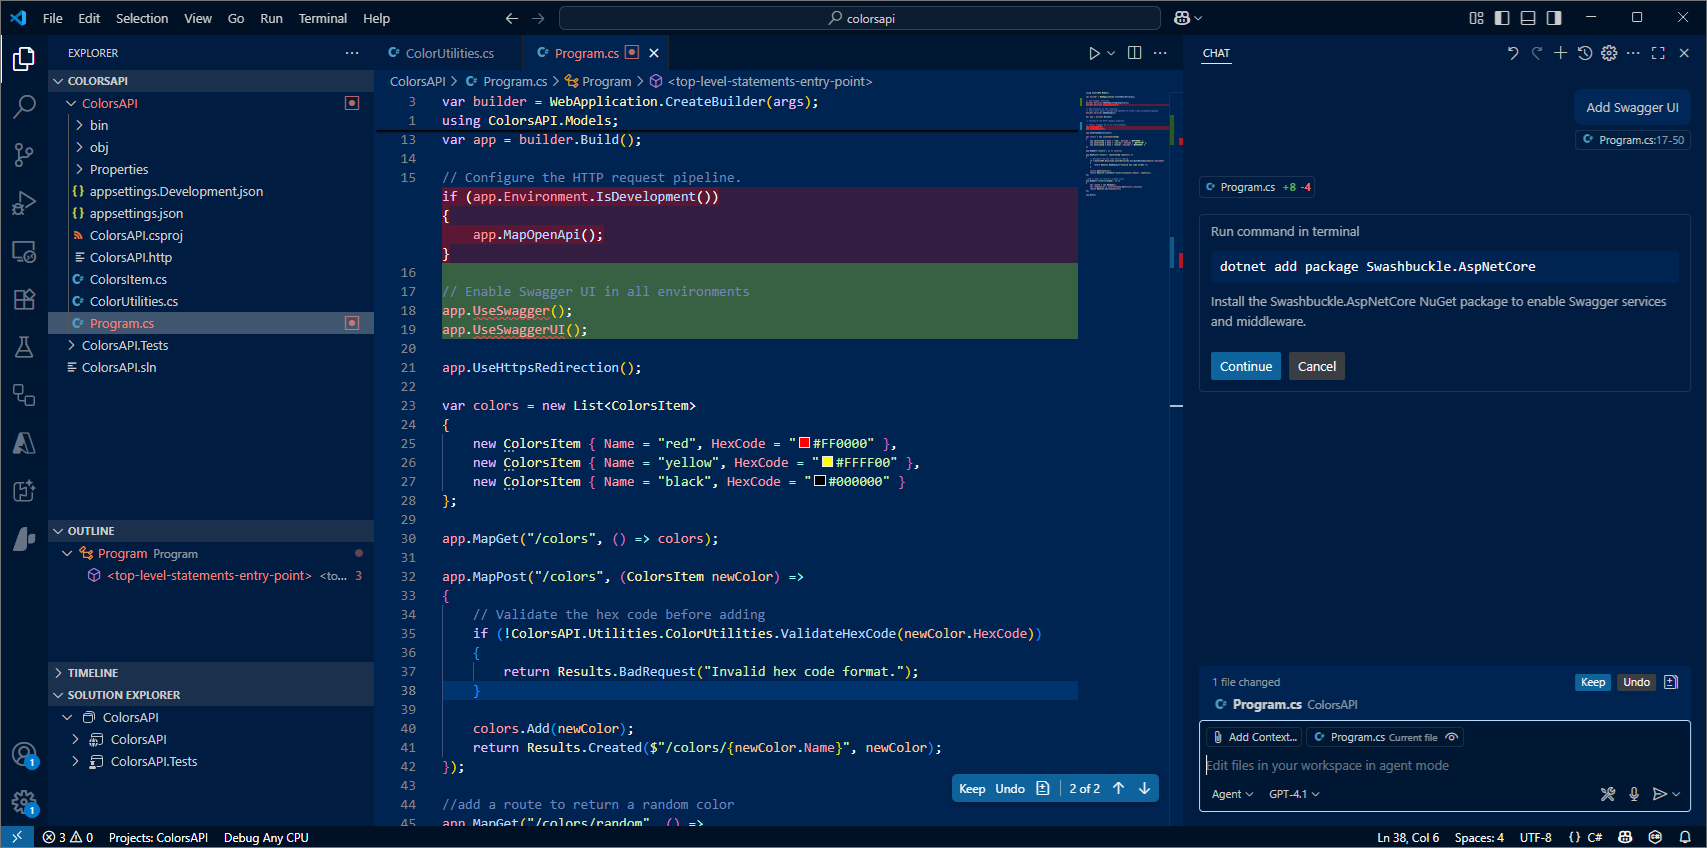 File Edit Selection View Go Run Terminal Help
colorsapi
EXPLORER
COLORSAPI
ColorsAPI
bin
obj
Properties
{} appsettings.Development.json
{} appsettings.json
ColorsAPI.csproj
ColorsAPI.http
ColorsItem.cs
ColorUtilities.cs
Program.cs
ColorsAPI.Tests
ColorsAPI.sln
OUTLINE
Program Program
<top-level-statements-entry-point> <to... 3
TIMELINE
SOLUTION EXPLORER
ColorsAPI
ColorsAPI
ColorsAPI.Tests
1
1
ColorUtilities.cs
Program.cs
ColorsAPI > Program.cs > Program > <top-level-statements-entry-point>
3 var builder = WebApplication.CreateBuilder(args);
1 using ColorsAPI.Models;
13 var app = builder.Build();
14
15 // Configure the HTTP request pipeline.
if (app.Environment.IsDevelopment())
{
app.MapOpenApi();
}
16
17 // Enable Swagger UI in all environments
18 app.UseSwagger();
19 app.UseSwaggerUI();
20
21 app.UseHttpsRedirection();
22
23 var colors = new List<ColorsItem>
24 {
25 new ColorsItem { Name = "red", HexCode = "#FF0000" },
26 new ColorsItem { Name = "yellow", HexCode = "#FFFF00" },
27 new ColorsItem { Name = "black", HexCode = "#000000" }
28 };
29
30 app.MapGet("/colors", () => colors);
31
32 app.MapPost("/colors", (ColorsItem newColor) =>
33 {
34 // Validate the hex code before adding
35 if (!ColorsAPI.Utilities.ColorUtilities.ValidateHexCode(newColor.HexCode))
36 {
37 return Results.BadRequest("Invalid hex code format.");
38 }
39
40 colors.Add(newColor);
41 return Results.Created($"/colors/{newColor.Name}", newColor);
42 });
43
44 //add a route to return a random color
45 app.MapGet("/colors/random", () =>
Keep Undo 2 of 2
CHAT
Add Swagger UI
Program.cs:17-50
Program.cs +8 -4
Run command in terminal
dotnet add package Swashbuckle.AspNetCore
Install the Swashbuckle.AspNetCore NuGet package to enable Swagger services
and middleware.
Continue Cancel
1 file changed
Keep Undo
Program.cs ColorsAPI
Add Context...
Program.cs Current file
Edit files in your workspace in agent mode
Agent GPT-4.1
3 0 Projects: ColorsAPI Debug Any CPU
Ln 38, Col 6 Spaces: 4 UTF-8 {} C#